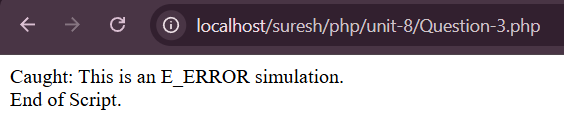 localhost/suresh/php/unit-8/Question-3.php
Caught: This is an E_ERROR simulation.
End of Script.